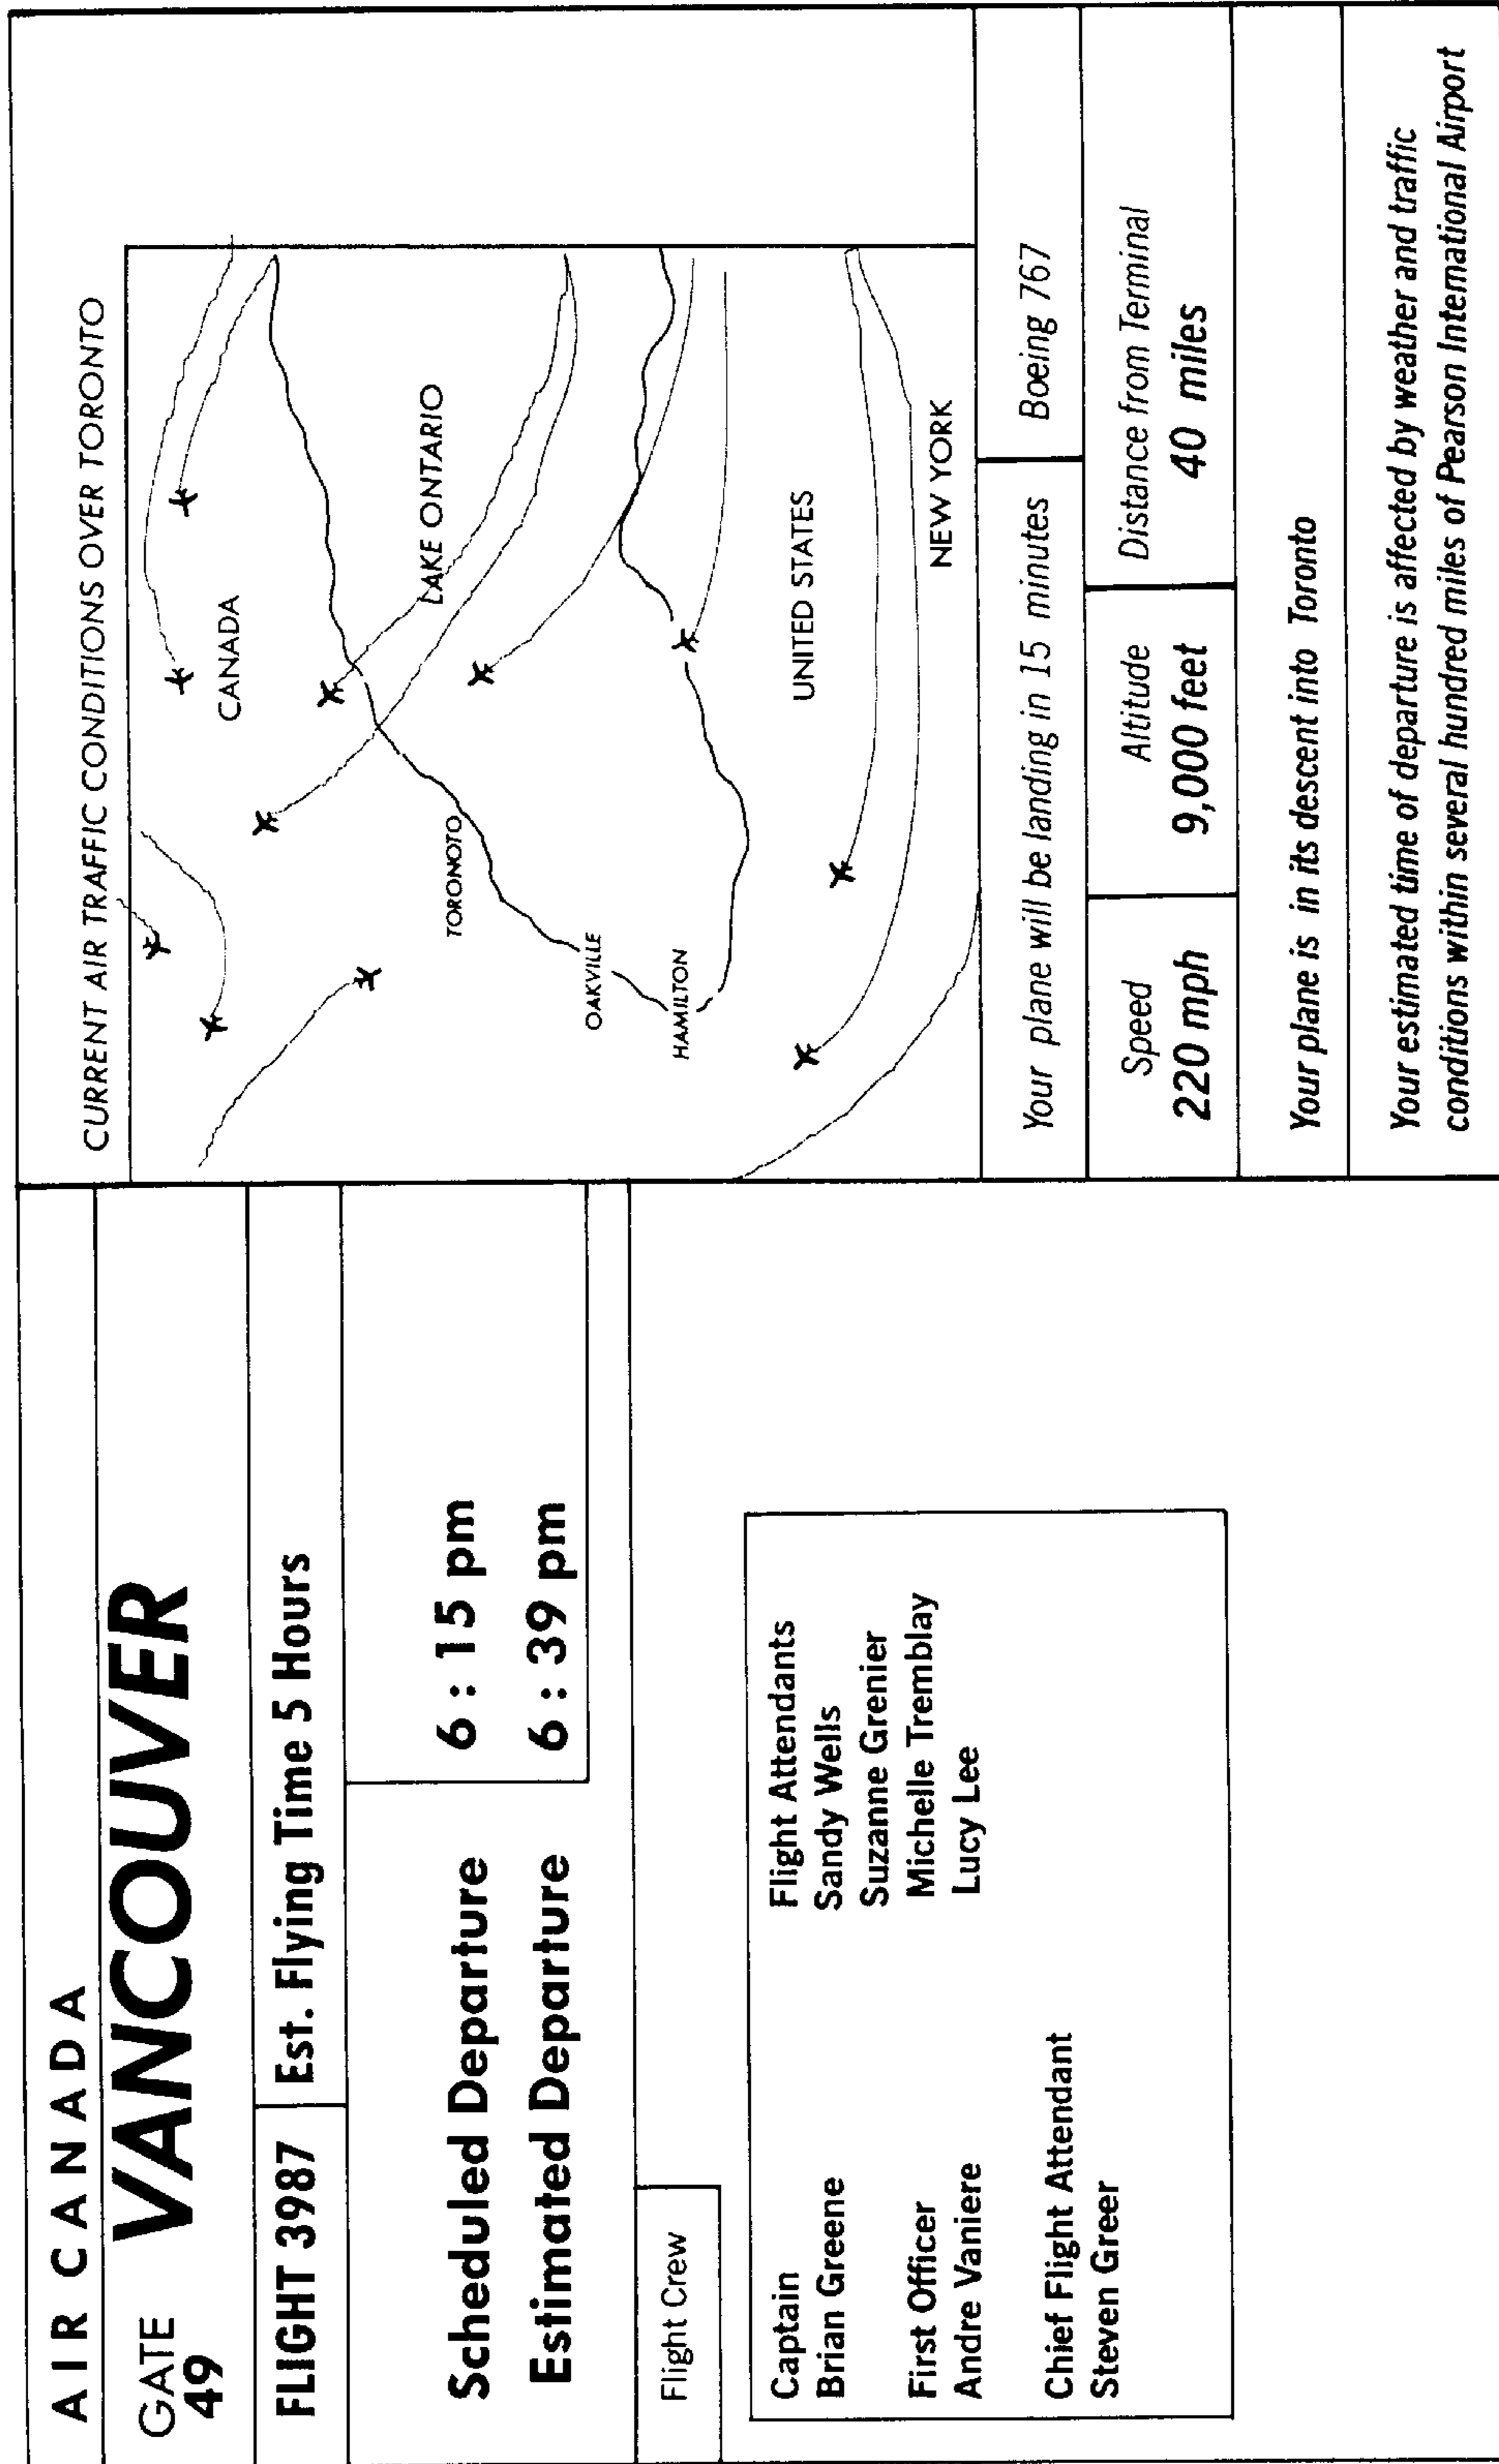 AIR CANADA
GATE
49
VANCOUVER
FLIGHT 3987
Est. Flying Time 5 Hours
Scheduled Departure 6 : 15 pm
Estimated Departure 6 : 39 pm
Flight Crew
Captain
Brian Greene
First Officer
Andre Vaniere
Chief Flight Attendant
Steven Greer
Flight Attendants
Sandy Wells
Suzanne Grenier
Michelle Tremblay
Lucy Lee
CURRENT AIR TRAFFIC CONDITIONS OVER TORONTO
CANADA
LAKE ONTARIO
TORONOTO
OAKVILLE
HAMILTON
UNITED STATES
NEW YORK
Your plane will be landing in 15 minutes
Boeing 767
Speed
220 mph
Altitude
9,000 feet
Distance from Terminal
40 miles
Your plane is in its descent into Toronto
Your estimated time of departure is affected by weather and traffic
conditions within several hundred miles of Pearson International Airport